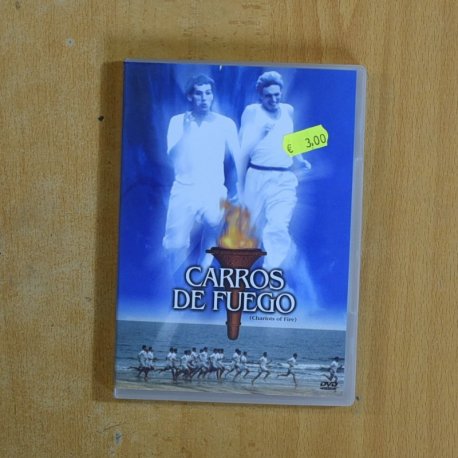 € 3,00
CARROS
DE FUEGO
(Chariots of Fire)
DVD